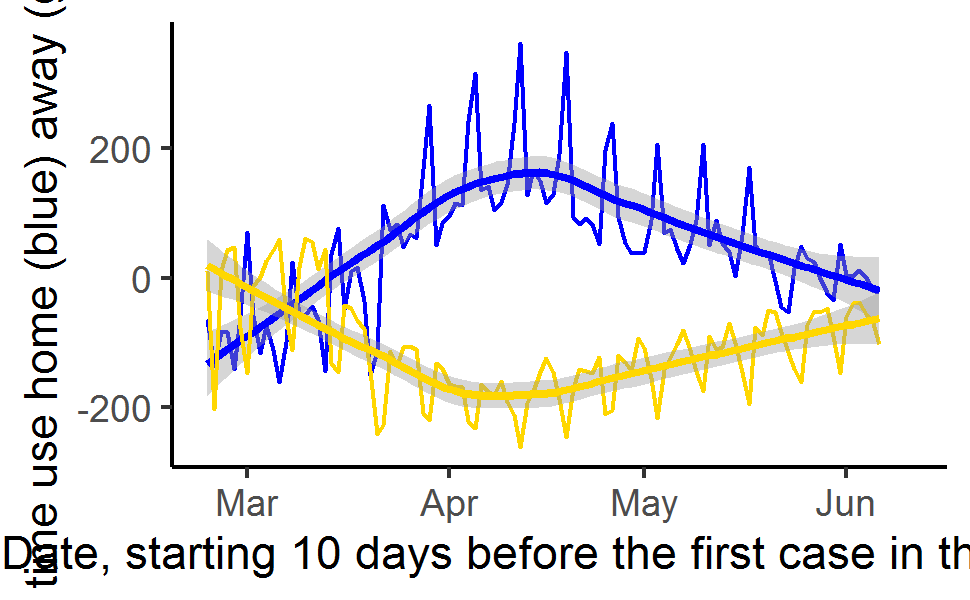 time use home (blue) away (
200
0
-200
Mar Apr May Jun
Date, starting 10 days before the first case in th